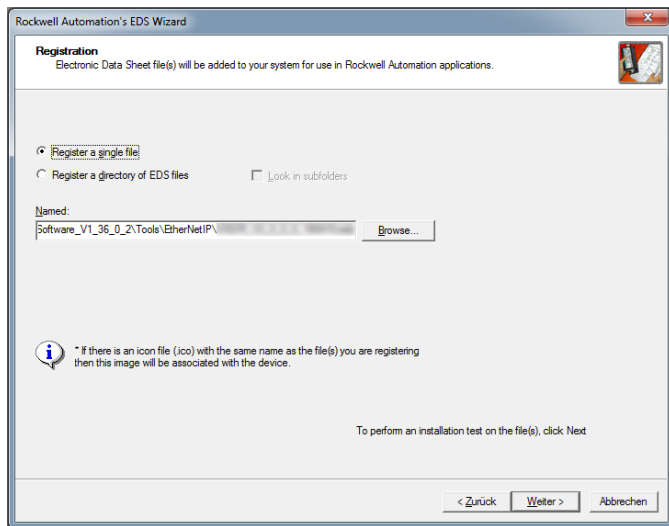 Rockwell Automation's EDS Wizard
Registration
Electronic Data Sheet file(s) will be added to your system for use in Rockwell Automation applications.
Register a single file
Register a directory of EDS files
Look in subfolders
Named:
Software_V1_36_0_2\Tools\EtherNetIP\
Browse...
* If there is an icon file (.ico) with the same name as the file(s) you are registering
then this image will be associated with the device.
To perform an installation test on the file(s), click Next
< Zurück
Weiter >
Abbrechen